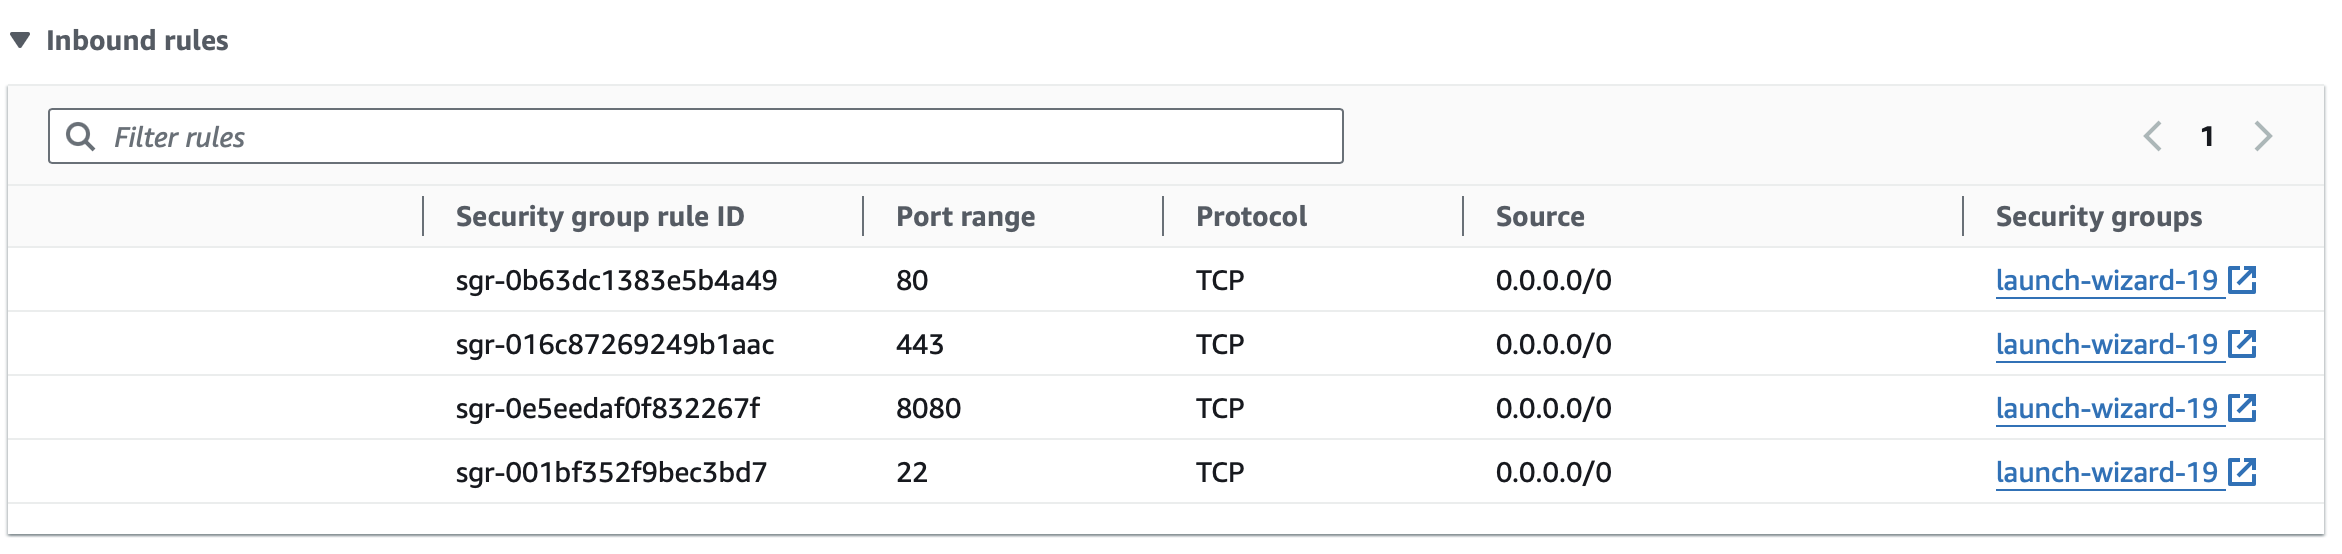 Inbound rules
Filter rules
1
Security group rule ID Port range Protocol Source Security groups
sgr-0b63dc1383e5b4a49 80 TCP 0.0.0.0/0 launch-wizard-19
sgr-016c87269249b1aac 443 TCP 0.0.0.0/0 launch-wizard-19
sgr-0e5eedaf0f832267f 8080 TCP 0.0.0.0/0 launch-wizard-19
sgr-001bf352f9bec3bd7 22 TCP 0.0.0.0/0 launch-wizard-19